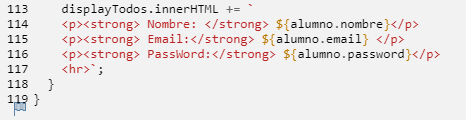 113 displayTodos.innerHTML += `
114 <p><strong> Nombre: </strong> ${alumno.nombre}</p>
115 <p><strong> Email:</strong> ${alumno.email} </p>
116 <p><strong> PassWord:</strong> ${alumno.password}</p>
117 <hr>`;
118 }
119 }